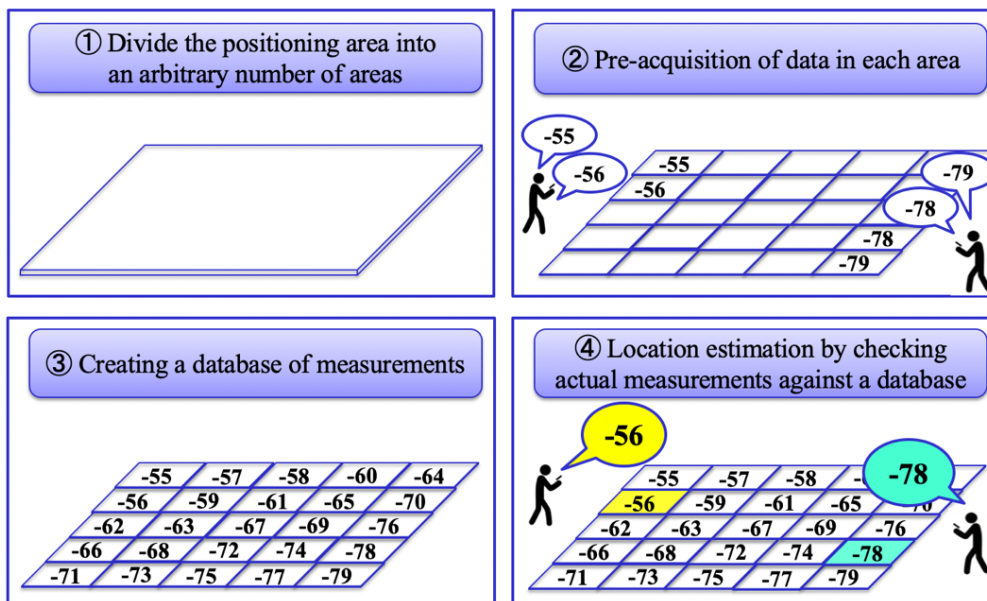 ① Divide the positioning area into
an arbitrary number of areas
② Pre-acquisition of data in each area
-55
-56
-55
-56
-79
-78
-78
-79
③ Creating a database of measurements
-55 -57 -58 -60 -64
-56 -59 -61 -65 -70
-62 -63 -67 -69 -76
-66 -68 -72 -74 -78
-71 -73 -75 -77 -79
④ Location estimation by checking
actual measurements against a database
-56
-78
-55 -57 -58
-56 -59 -61 -65
-62 -63 -67 -69 -76
-66 -68 -72 -74 -78
-71 -73 -75 -77 -79